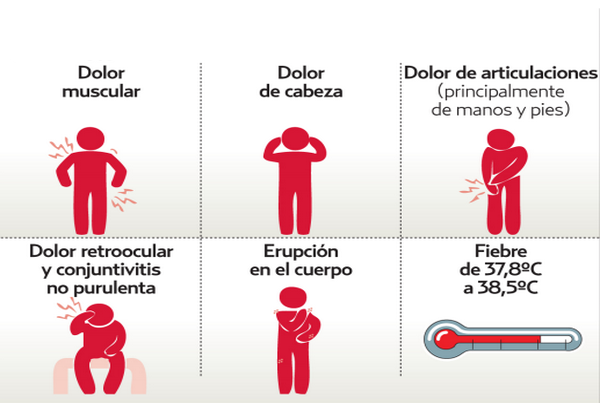 Dolor
muscular
Dolor
de cabeza
Dolor de articulaciones
(principalmente
de manos y pies)
Dolor retroocular
y conjuntivitis
no purulenta
Erupción
en el cuerpo
Fiebre
de 37,8ºC
a 38,5ºC